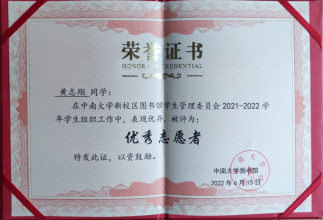 荣誉证书
HONORARY CREDENTIAL
黄志翔 同学：
在中南大学新校区图书馆学生管理委员会2021-2022学
年学生组织工作中，表现优异，被评为：
优秀志愿者
特发此证，以资鼓励。
中南大学图书馆
2022年6月15日